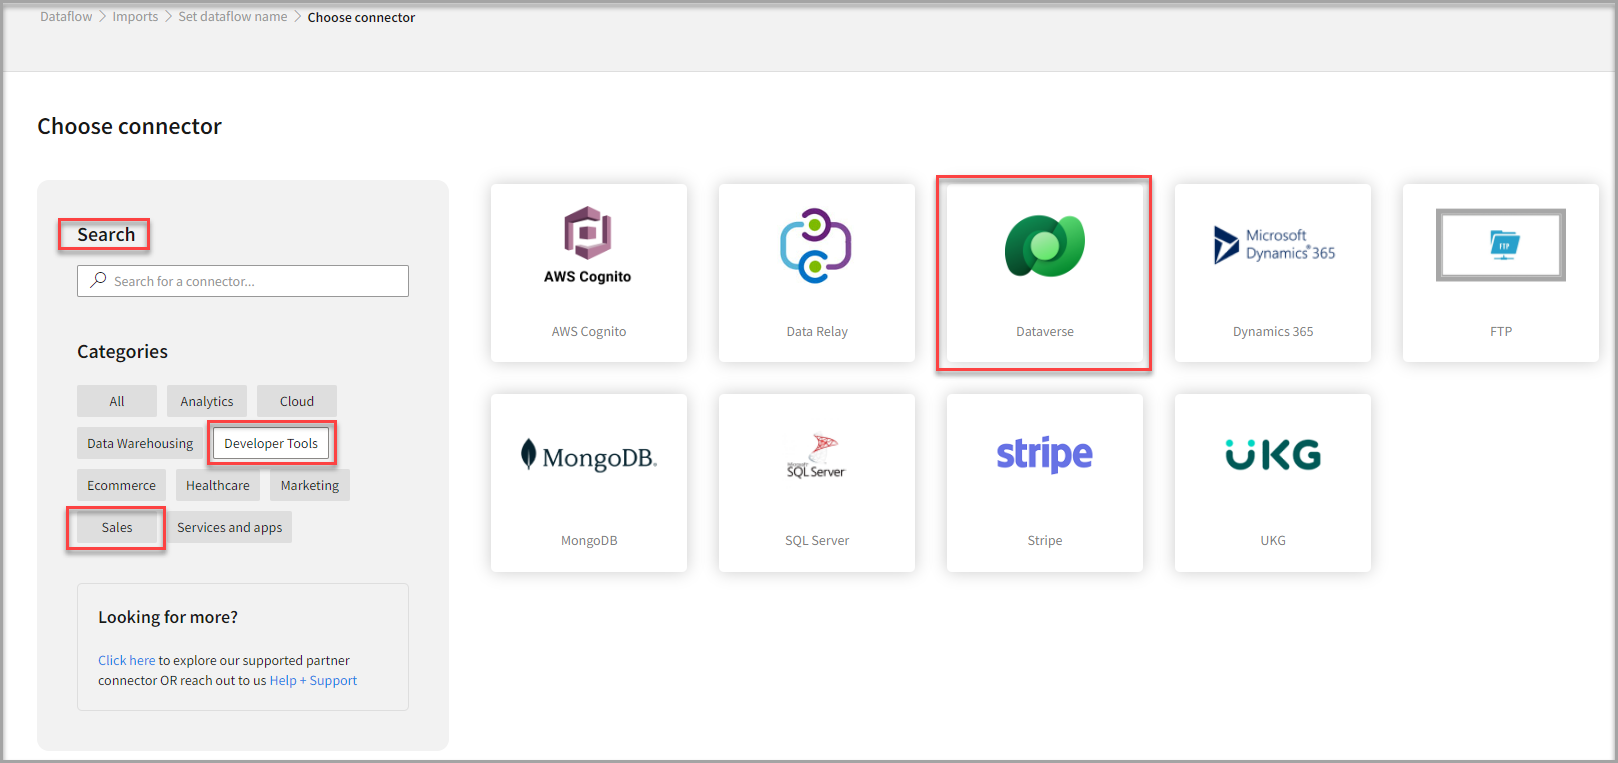 Dataflow > Imports > Set dataflow name > Choose connector
Choose connector
Search
Search for a connector...
Categories
All Analytics Cloud
Data Warehousing Developer Tools
Ecommerce Healthcare Marketing
Sales Services and apps
Looking for more?
Click here to explore our supported partner
connector OR reach out to us Help + Support
AWS Cognito
AWS Cognito
Data Relay
Dataverse
Microsoft
Dynamics® 365
Dynamics 365
FTP
FTP
MongoDB.
MongoDB
Microsoft
SQL Server
SQL Server
stripe
Stripe
UKG
UKG